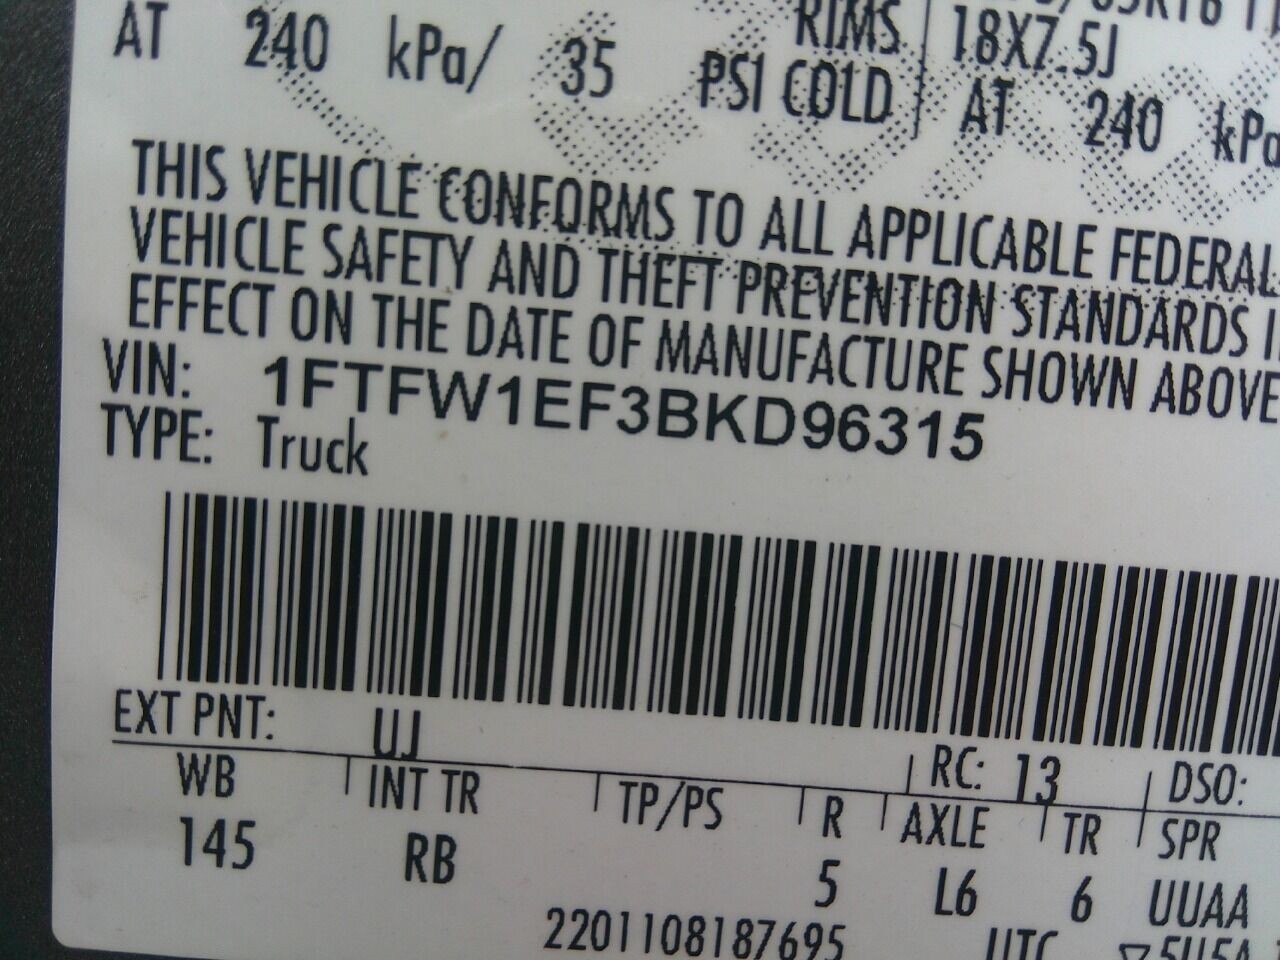 AT 240 kPa/ 35 PSI COLD
RIMS 18X7.5J
AT 240 kPa
THIS VEHICLE CONFORMS TO ALL APPLICABLE FEDERAL
VEHICLE SAFETY AND THEFT PREVENTION STANDARDS
EFFECT ON THE DATE OF MANUFACTURE SHOWN ABOVE
VIN: 1FTFW1EF3BKD96315
TYPE: Truck
EXT PNT: UJ RC: 13 DSO:
WB INT TR TP/PS R AXLE TR SPR
145 RB 5 L6 6 UUAA
2201108187695 UTC